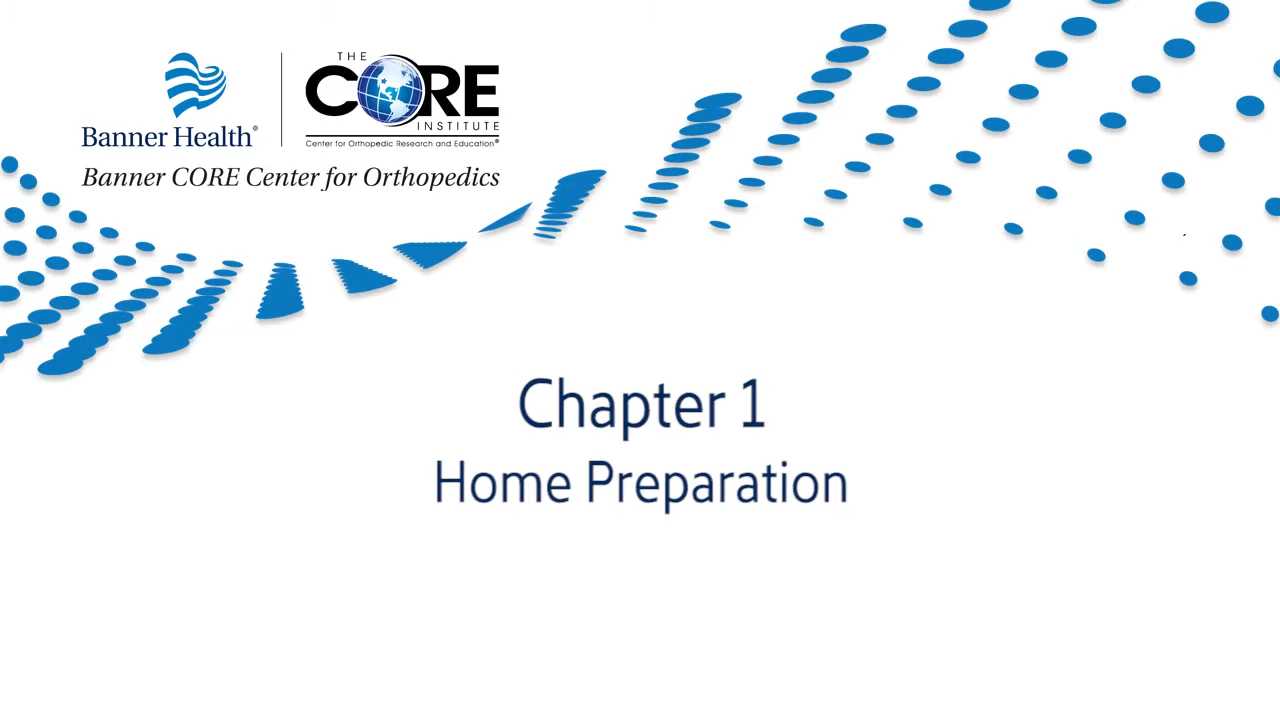 Banner Health®
THE
CORE
INSTITUTE
Center for Orthopedic Research and Education®
Banner CORE Center for Orthopedics
Chapter 1
Home Preparation